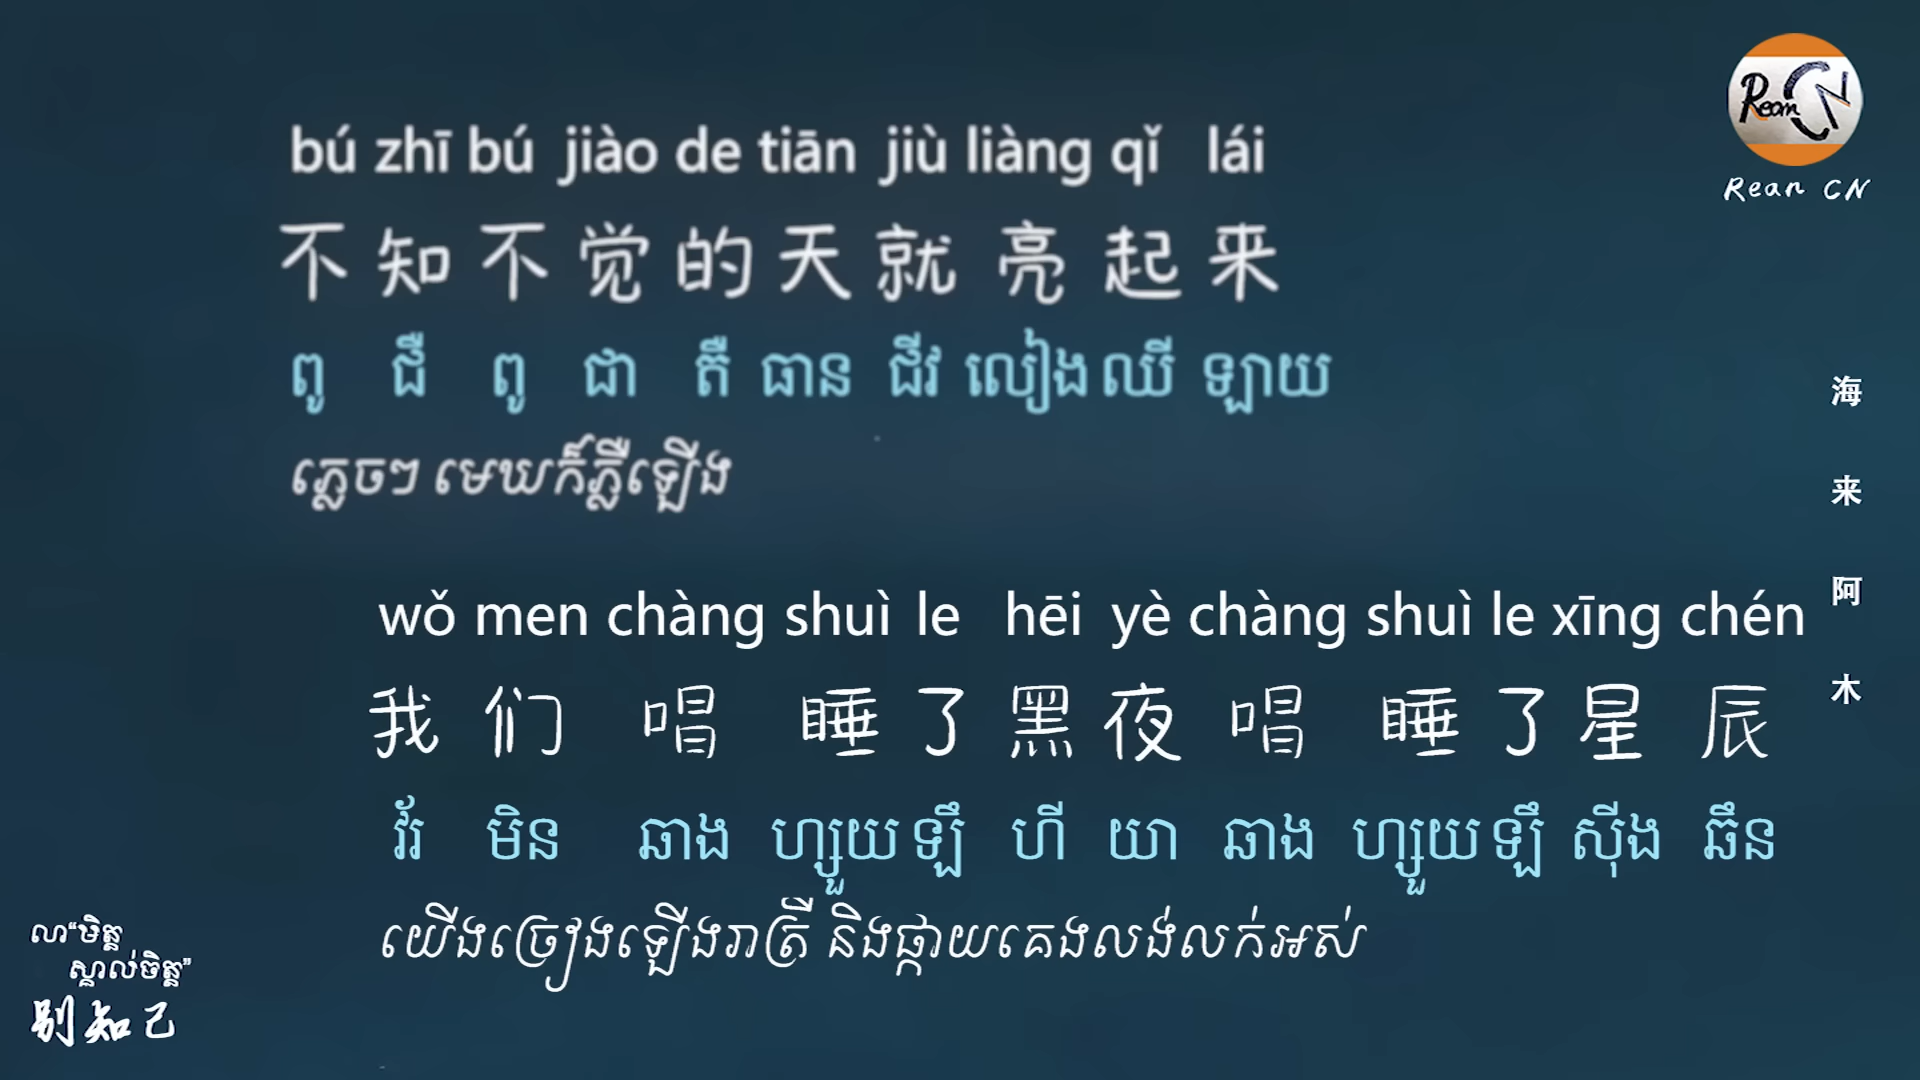 bú zhī bú jiào de tiān jiù liàng qǐ lái
不知不觉的天就亮起来
ពូ ជឺ ពូ ជា តឺ ធាន ជីវ លៀង ឈី ឡាយ
ភ្លេចៗ មេឃក៏ភ្លឺឡើង
wǒ men chàng shuì le hēi yè chàng shuì le xīng chén
我们唱睡了黑夜唱睡了星辰
វ័រ មិន ឆាង ហ្សួយ ឡឹ ហី យា ឆាង ហ្សួយ ឡឹ ស៊ីង ឆឹន
យើងច្រៀងឡើងរាត្រី និងផ្កាយគេងលង់លក់អស់
Rean CN
Rean CN
海来阿木
លា“មិត្ត
ស្គាល់ចិត្ត”
别知己